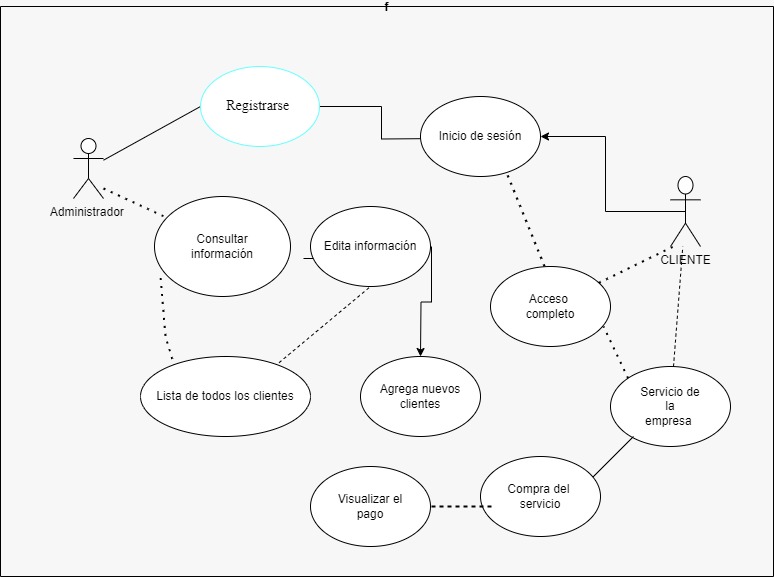 f
Registrarse
Inicio de sesión
Administrador
Consultar
información
Edita información
CLIENTE
Acceso
completo
Lista de todos los clientes
Agrega nuevos
clientes
Servicio de
la
empresa
Visualizar el
pago
Compra del
servicio